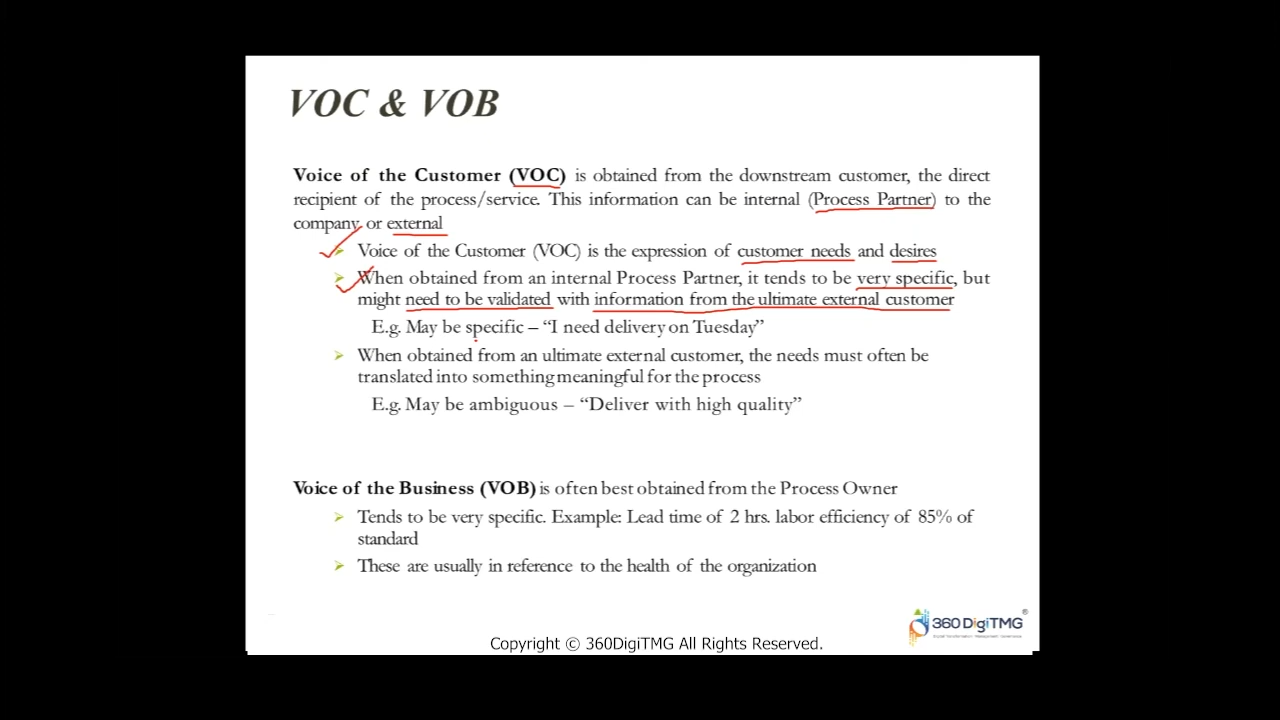 VOC & VOB
Voice of the Customer (VOC) is obtained from the downstream customer, the direct
recipient of the process/service. This information can be internal (Process Partner) to the
company or external
Voice of the Customer (VOC) is the expression of customer needs and desires
When obtained from an internal Process Partner, it tends to be very specific, but
might need to be validated with information from the ultimate external customer
E.g. May be specific – “I need delivery on Tuesday”
When obtained from an ultimate external customer, the needs must often be
translated into something meaningful for the process
E.g. May be ambiguous – “Deliver with high quality”
Voice of the Business (VOB) is often best obtained from the Process Owner
Tends to be very specific. Example: Lead time of 2 hrs. labor efficiency of 85% of
standard
These are usually in reference to the health of the organization
360DigiTMG®
Copyright © 360DigiTMG All Rights Reserved.